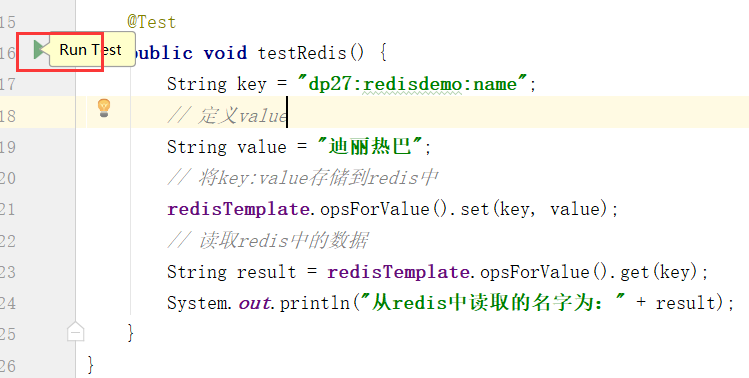 15 @Test
16 Run Test public void testRedis() {
17 String key = "dp27:redisdemo:name";
18 // 定义value
19 String value = "迪丽热巴";
20 // 将key:value存储到redis中
21 redisTemplate.opsForValue().set(key, value);
22 // 读取redis中的数据
23 String result = redisTemplate.opsForValue().get(key);
24 System.out.println("从redis中读取的名字为：" + result);
25 }
26 }